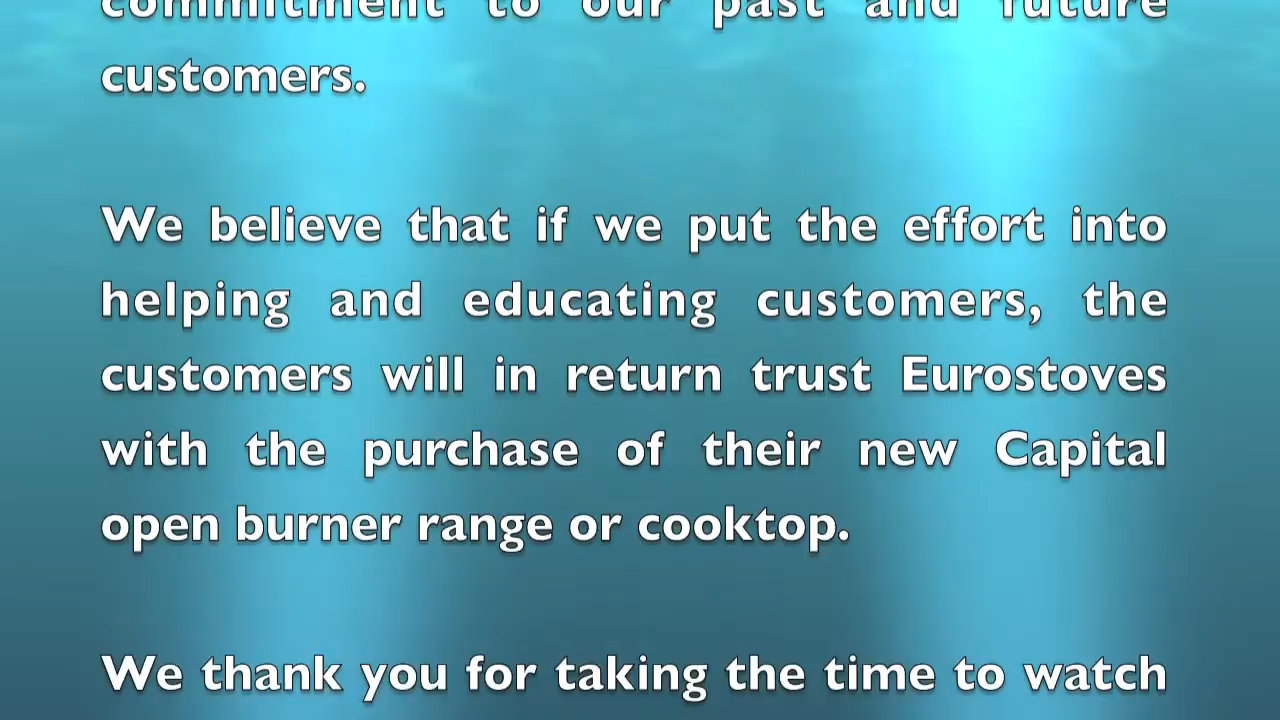 commitment to our past and future
customers.
We believe that if we put the effort into
helping and educating customers, the
customers will in return trust Eurostoves
with the purchase of their new Capital
open burner range or cooktop.
We thank you for taking the time to watch